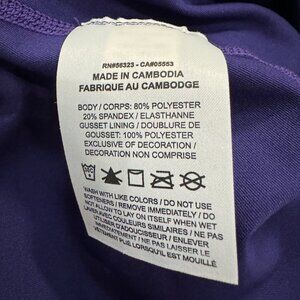 RN#56323 - CA#05553
MADE IN CAMBODIA
FABRIQUE AU CAMBODGE
BODY / CORPS: 80% POLYESTER
20% SPANDEX / ELASTHANNE
GUSSET LINING / DOUBLURE DE
GOUSSET: 100% POLYESTER
EXCLUSIVE OF DECORATION /
DECORATION NON COMPRISE
WASH WITH LIKE COLORS / DO NOT USE
SOFTENERS / REMOVE IMMEDIATELY / DO
NOT ALLOW TO LAY ON ITSELF WHEN WET
LAVER AVEC COULEURS SIMILAIRES / NE PAS
UTILISER D'ADOUCISSEUR / ENLEVER
IMMEDIATEMENT / NE PAS LAISSER LE
VETEMENT PLIÉ LORSQU'IL EST MOUILLÉ